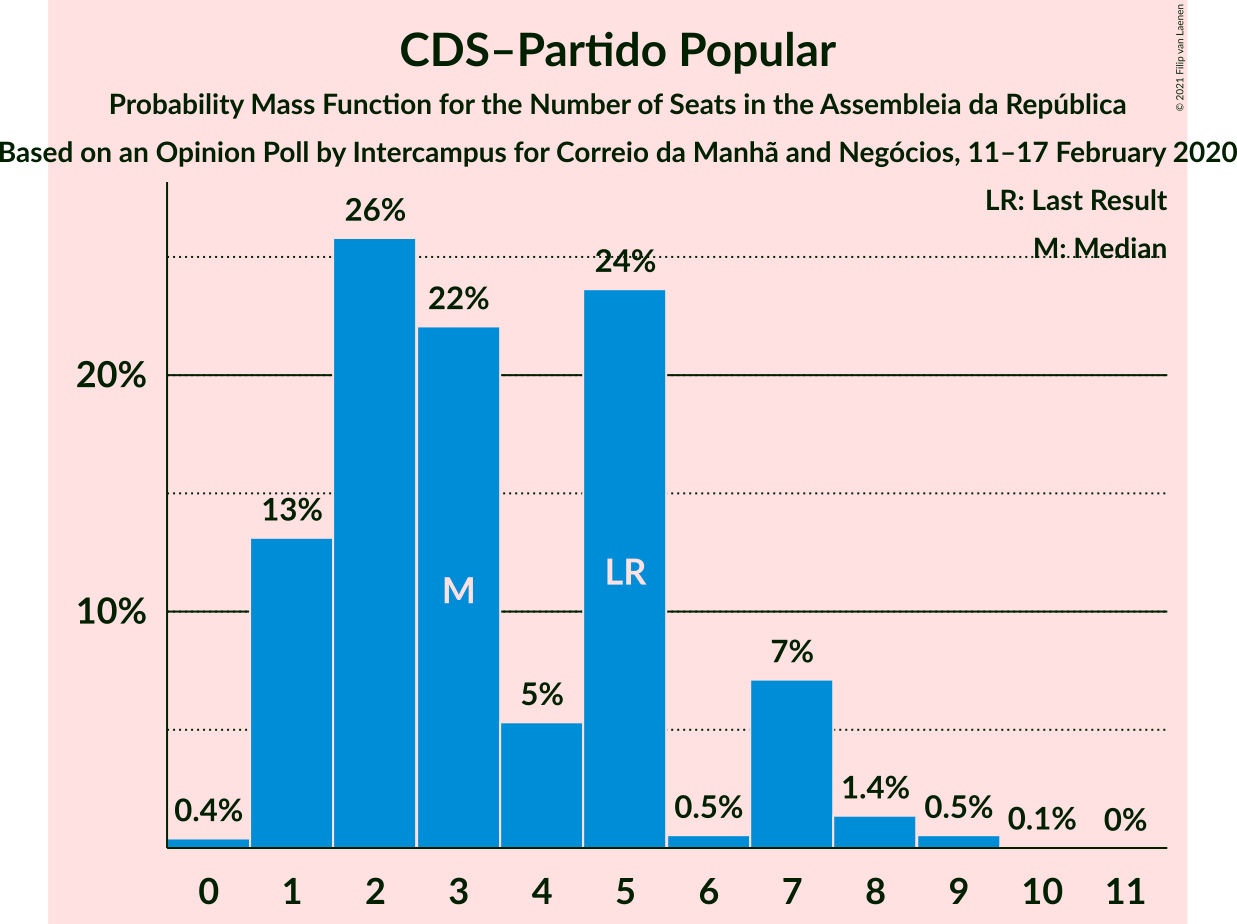 CDS–Partido Popular
Probability Mass Function for the Number of Seats in the Assembleia da República
Based on an Opinion Poll by Intercampus for Correio da Manhã and Negócios, 11–17 February 2020
© 2021 Filip van Laenen
LR: Last Result
M: Median
26%
24%
22%
20%
13%
M
LR
10%
7%
5%
0.4%
0.5%
1.4%
0.5%
0.1%
0%
0 1 2 3 4 5 6 7 8 9 10 11